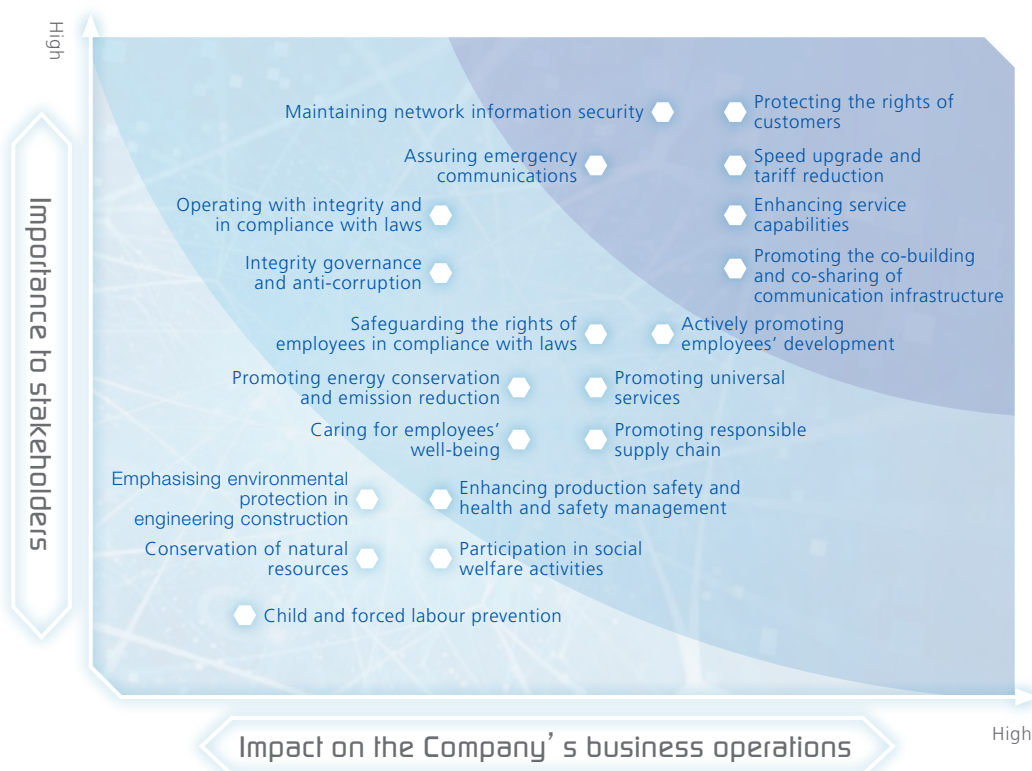 High
Importance to stakeholders
Maintaining network information security
Protecting the rights of
customers
Assuring emergency
communications
Speed upgrade and
tariff reduction
Operating with integrity and
in compliance with laws
Enhancing service
capabilities
Integrity governance
and anti-corruption
Promoting the co-building
and co-sharing of
communication infrastructure
Safeguarding the rights of
employees in compliance with laws
Actively promoting
employees’ development
Promoting energy conservation
and emission reduction
Promoting universal
services
Caring for employees’
well-being
Promoting responsible
supply chain
Emphasising environmental
protection in
engineering construction
Enhancing production safety and
health and safety management
Conservation of natural
resources
Participation in social
welfare activities
Child and forced labour prevention
High
Impact on the Company’s business operations